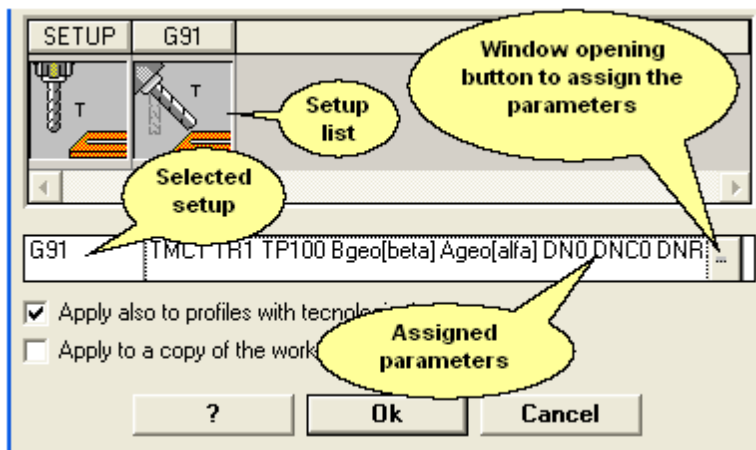 SETUP G91
Window opening
button to assign the
parameters
T T
Setup
list
Selected
setup
G91 TMC1 TR1 TP100 Bgeo[beta] Ageo[alfa] DN0 DNC0 DNR ...
Apply also to profiles with
Apply to a copy of the
Assigned
parameters
? Ok Cancel